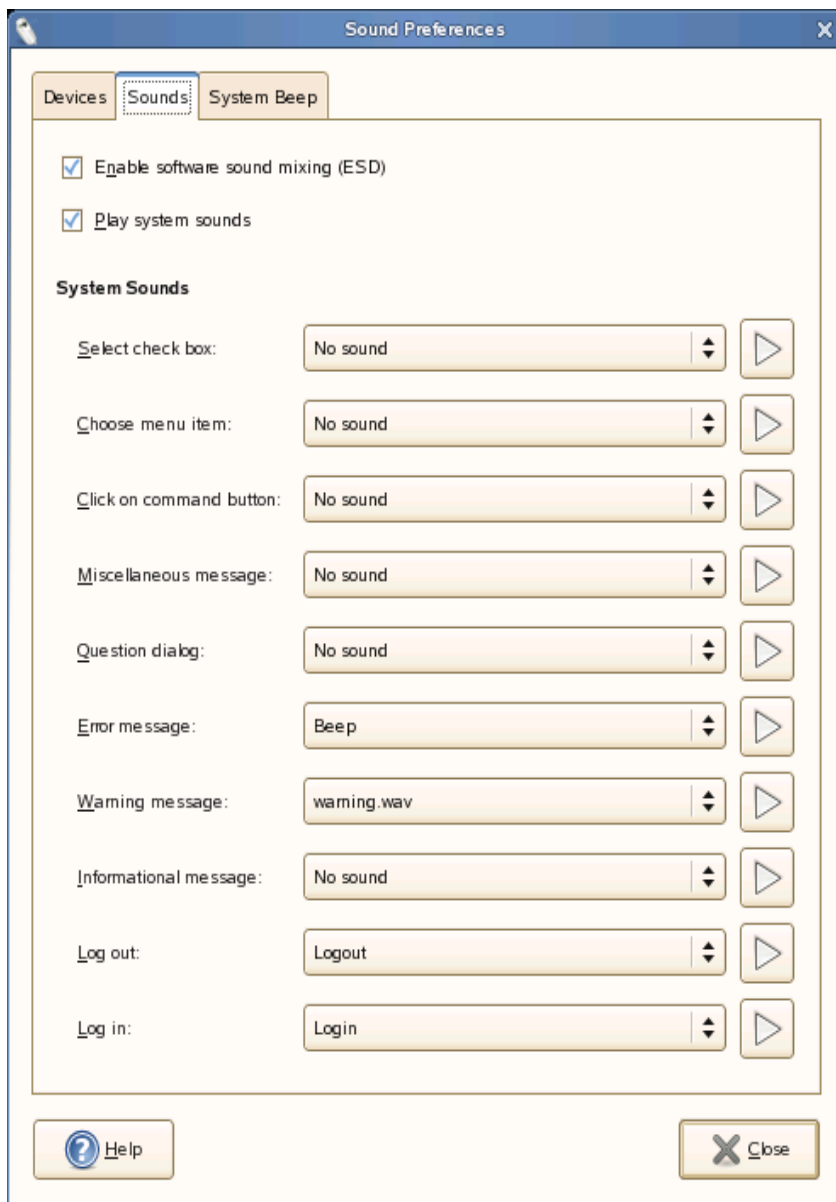 Sound Preferences
Devices Sounds System Beep
Enable software sound mixing (ESD)
Play system sounds
System Sounds
Select check box: No sound
Choose menu item: No sound
Click on command button: No sound
Miscellaneous message: No sound
Question dialog: No sound
Error message: Beep
Warning message: warning.wav
Informational message: No sound
Log out: Logout
Log in: Login
Help Close